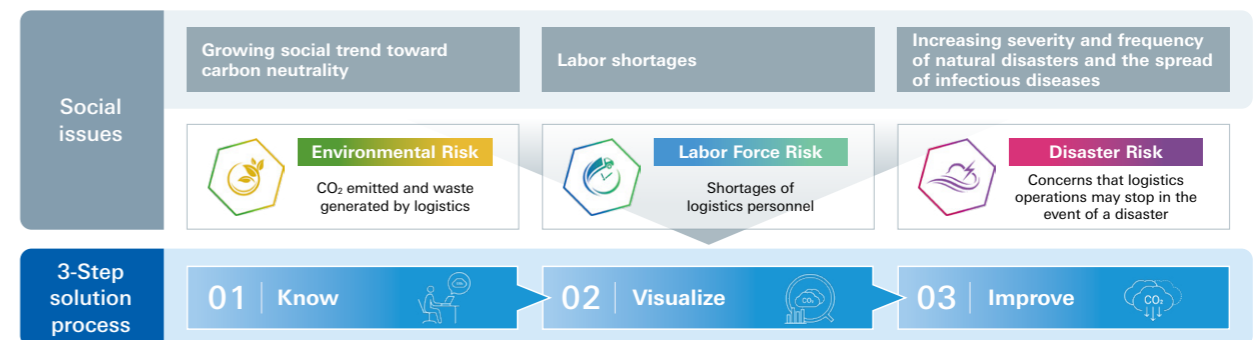 Social
issues
Growing social trend toward
carbon neutrality
Labor shortages
Increasing severity and frequency
of natural disasters and the spread
of infectious diseases
Environmental Risk
CO₂ emitted and waste
generated by logistics
Labor Force Risk
Shortages of
logistics personnel
Disaster Risk
Concerns that logistics
operations may stop in the
event of a disaster
3-Step
solution
process
01 Know
02 Visualize
CO₂
03 Improve
CO₂